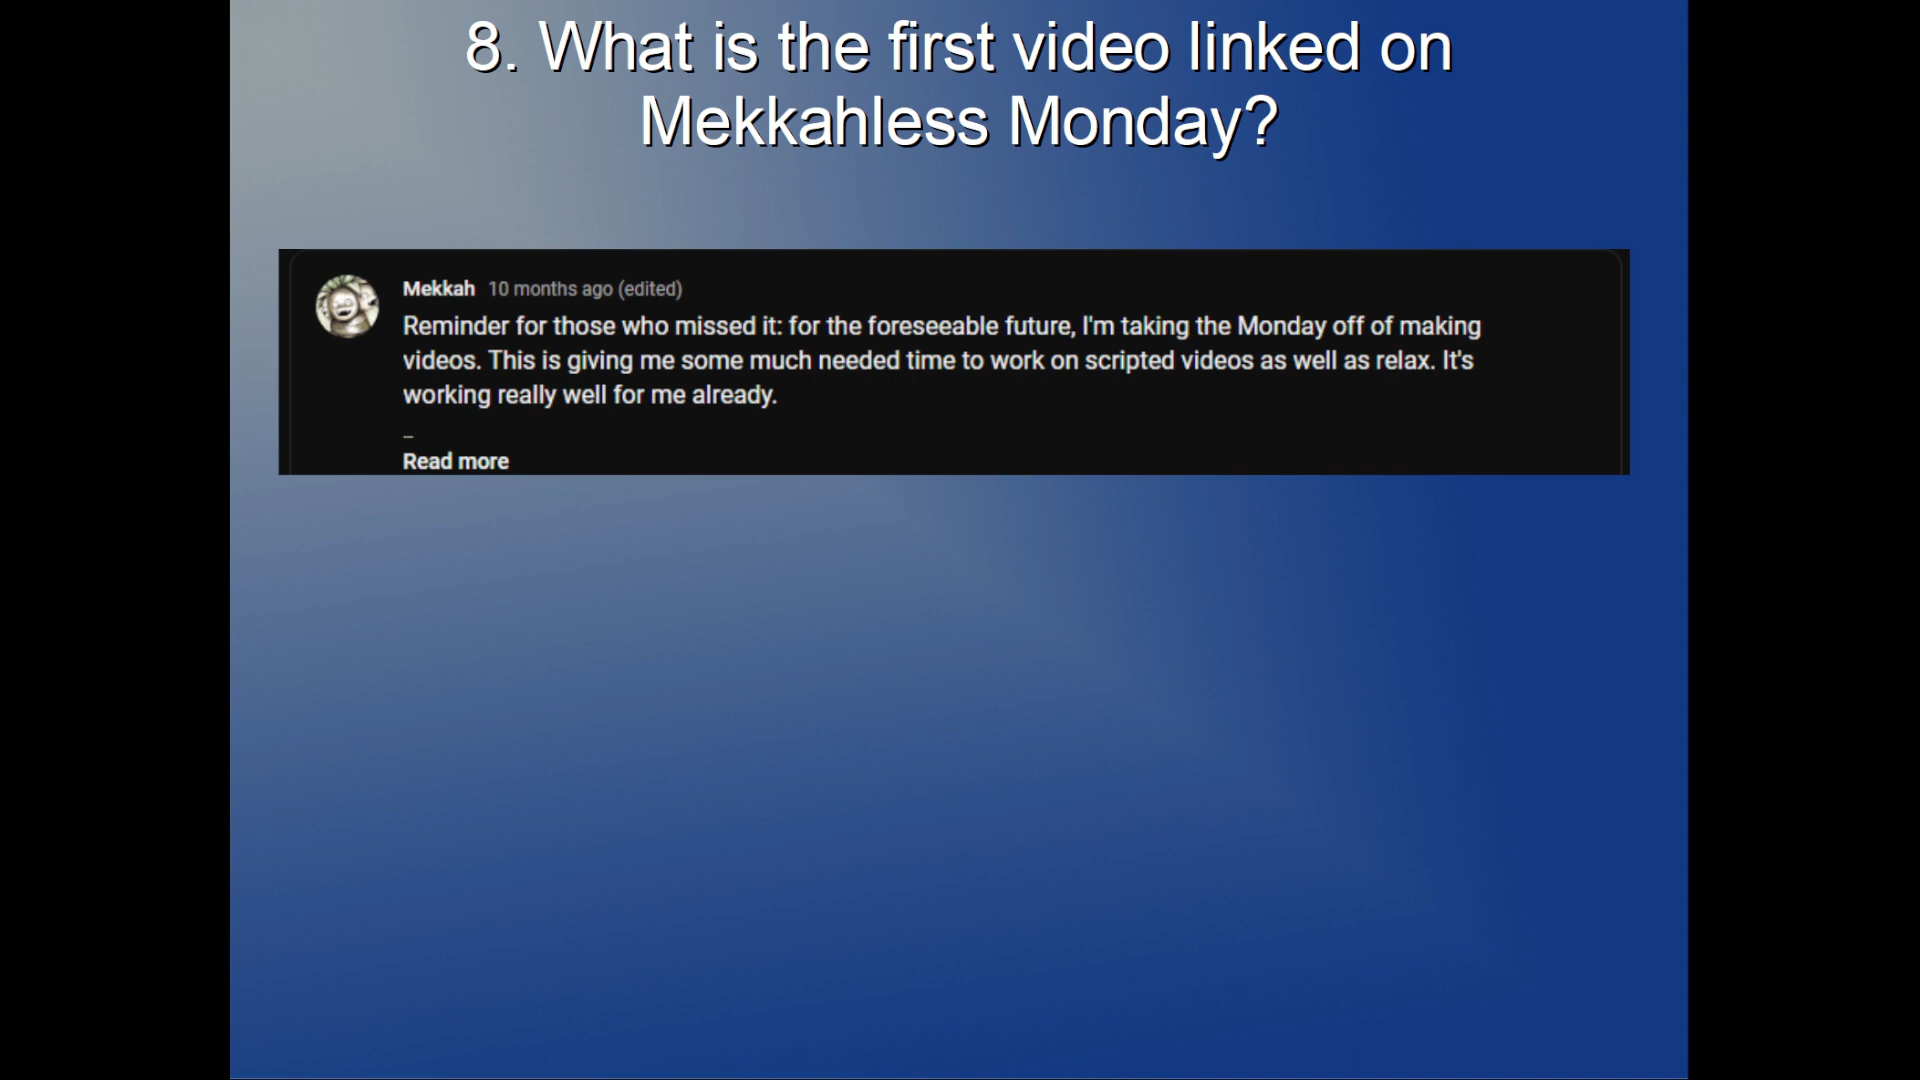 8. What is the first video linked on
Mekkahless Monday?
Mekkah 10 months ago (edited)
Reminder for those who missed it: for the foreseeable future, I'm taking the Monday off of making
videos. This is giving me some much needed time to work on scripted videos as well as relax. It's
working really well for me already.
–
Read more